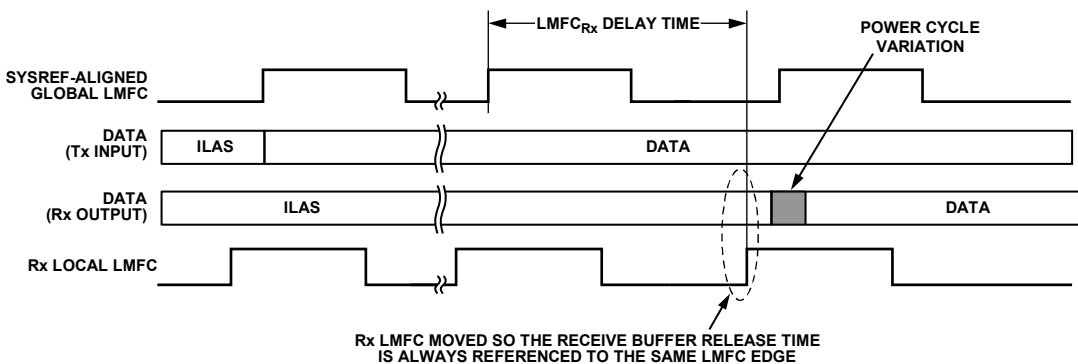 LMFCRx DELAY TIME
POWER CYCLE
VARIATION
SYSREF-ALIGNED
GLOBAL LMFC
DATA
(Tx INPUT)
ILAS
DATA
DATA
(Rx OUTPUT)
ILAS
DATA
Rx LOCAL LMFC
Rx LMFC MOVED SO THE RECEIVE BUFFER RELEASE TIME
IS ALWAYS REFERENCED TO THE SAME LMFC EDGE